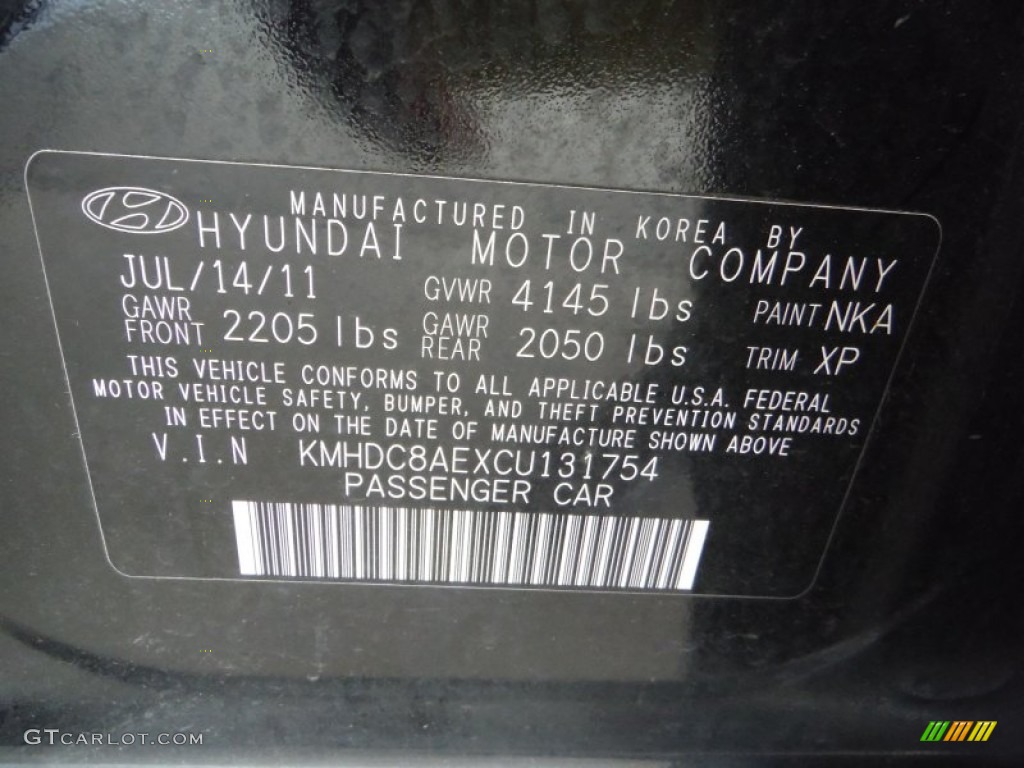 MANUFACTURED IN KOREA BY
HYUNDAI MOTOR COMPANY
JUL/14/11 GVWR 4145 lbs PAINT NKA
GAWR FRONT 2205 lbs GAWR REAR 2050 lbs TRIM XP
THIS VEHICLE CONFORMS TO ALL APPLICABLE U.S.A. FEDERAL
MOTOR VEHICLE SAFETY, BUMPER, AND THEFT PREVENTION STANDARDS
IN EFFECT ON THE DATE OF MANUFACTURE SHOWN ABOVE
V.I.N KMHDC8AEXCU131754
PASSENGER CAR
GTCARLOT.COM